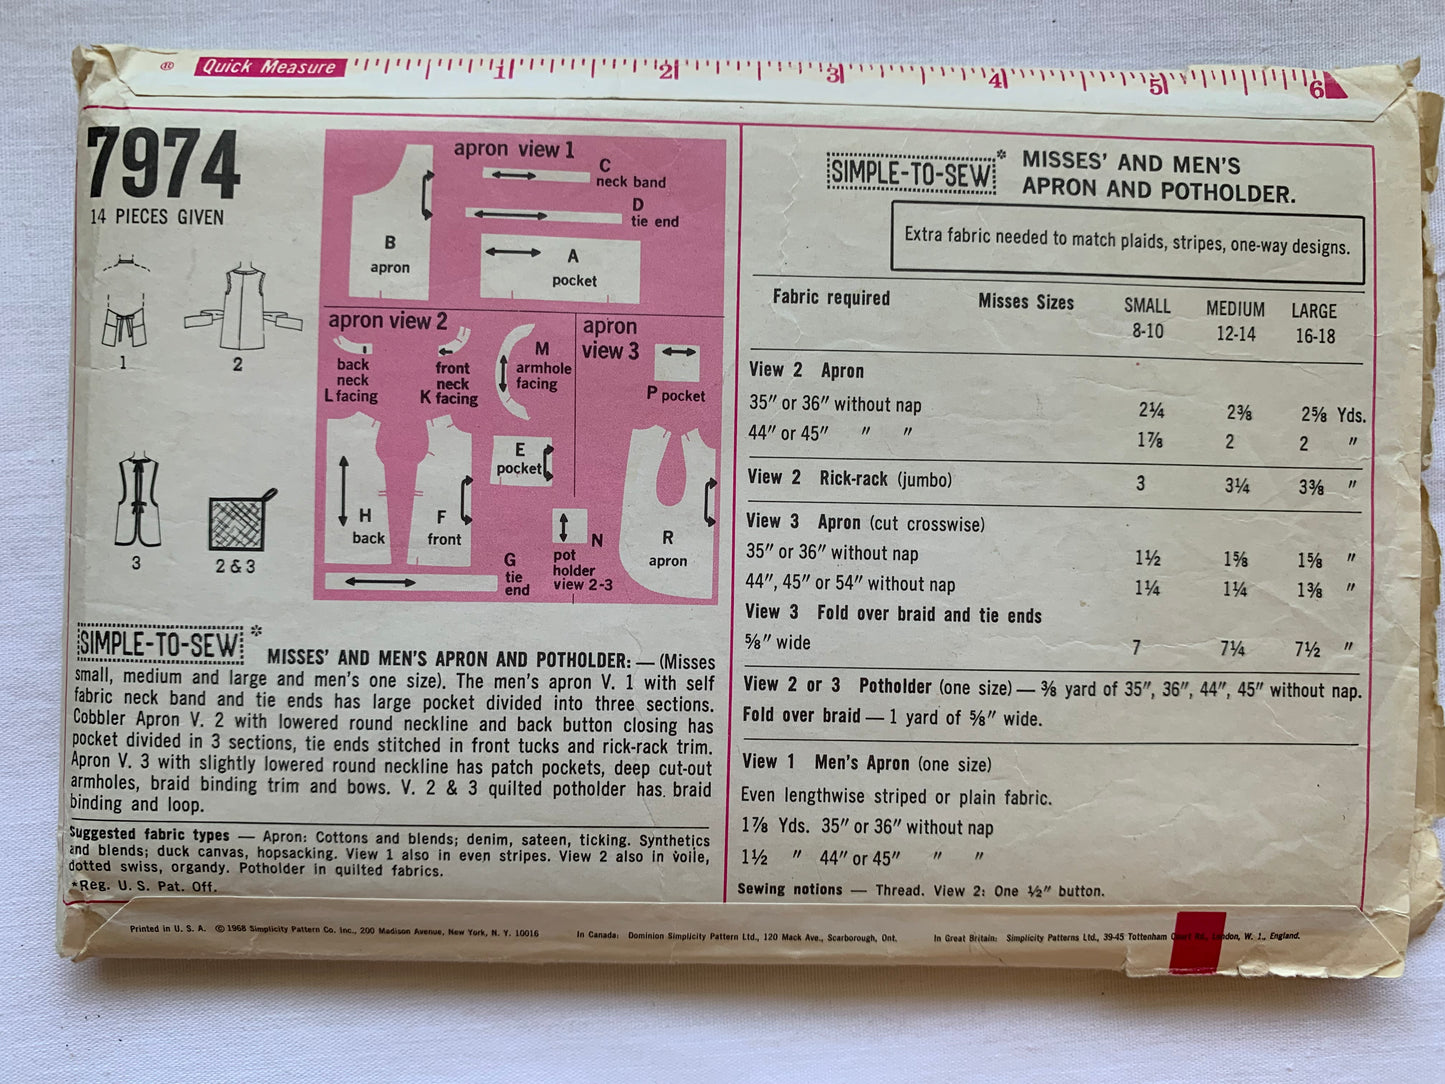 ® Quick Measure 1 2 3 4 5 6
7974
14 PIECES GIVEN
1
2
3
2 & 3
apron view 1
C
neck band
D
tie end
B
apron
A
pocket
apron view 2
back
neck
L facing
front
neck
K facing
M
armhole
facing
E
pocket
H
back
F
front
G
tie
end
apron
view 3
P pocket
R
apron
N
pot
holder
view 2-3
SIMPLE-TO-SEW* MISSES' AND MEN'S APRON AND POTHOLDER: — (Misses
small, medium and large and men's one size). The men's apron V. 1 with self
fabric neck band and tie ends has large pocket divided into three sections.
Cobbler Apron V. 2 with lowered round neckline and back button closing has
pocket divided in 3 sections, tie ends stitched in front tucks and rick-rack trim.
Apron V. 3 with slightly lowered round neckline has patch pockets, deep cut-out
armholes, braid binding trim and bows. V. 2 & 3 quilted potholder has braid
binding and loop.
Suggested fabric types — Apron: Cottons and blends; denim, sateen, ticking. Synthetics
and blends; duck canvas, hopsacking. View 1 also in even stripes. View 2 also in voile,
dotted swiss, organdy. Potholder in quilted fabrics.
*Reg. U. S. Pat. Off.
SIMPLE-TO-SEW* MISSES' AND MEN'S
APRON AND POTHOLDER.
Extra fabric needed to match plaids, stripes, one-way designs.
Fabric required Misses Sizes SMALL MEDIUM LARGE
8-10 12-14 16-18
View 2 Apron
35" or 36" without nap 2¼ 2⅜ 2⅝ Yds.
44" or 45" " " 1⅞ 2 2 "
View 2 Rick-rack (jumbo) 3 3¼ 3⅜ "
View 3 Apron (cut crosswise)
35" or 36" without nap 1½ 1⅝ 1⅝ "
44", 45" or 54" without nap 1¼ 1¼ 1⅜ "
View 3 Fold over braid and tie ends
⅝" wide 7 7¼ 7½ "
View 2 or 3 Potholder (one size) — ⅜ yard of 35", 36", 44", 45" without nap.
Fold over braid — 1 yard of ⅝" wide.
View 1 Men's Apron (one size)
Even lengthwise striped or plain fabric.
1⅞ Yds. 35" or 36" without nap
1½ " 44" or 45" " "
Sewing notions — Thread. View 2: One ½" button.
Printed in U. S. A. © 1968 Simplicity Pattern Co. Inc., 200 Madison Avenue, New York, N. Y. 10016 In Canada: Dominion Simplicity Pattern Ltd., 120 Mack Ave., Scarborough, Ont. In Great Britain: Simplicity Patterns Ltd., 39-45 Tottenham Court Rd., London, W. 1., England.